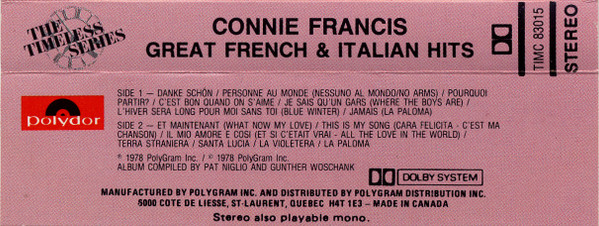 THE TIMELESS SERIES
CONNIE FRANCIS
GREAT FRENCH & ITALIAN HITS
TIMC 83015
STEREO
polydor
SIDE 1 — DANKE SCHÖN / PERSONNE AU MONDE (NESSUNO AL MONDO/NO ARMS) / POURQUOI
PARTIR? / C'EST BON QUAND ON S'AIME / JE SAIS QU'UN GARS (WHERE THE BOYS ARE) /
L'HIVER SERA LONG POUR MOI SANS TOI (BLUE WINTER) / JAMAIS (LA PALOMA)
SIDE 2 — ET MAINTENANT (WHAT NOW MY LOVE) / THIS IS MY SONG (CARA FELICITA - C'EST MA
CHANSON) / IL MIO AMORE E COSI (ET SI C'ETAIT VRAI - ALL THE LOVE IN THE WORLD) /
TERRA STRANIERA / SANTA LUCIA / LA VIOLETERA / LA PALOMA
℗ 1978 PolyGram Inc. / © 1978 PolyGram Inc.
ALBUM COMPILED BY PAT NIGLIO AND GUNTHER WOSCHANK
DOLBY SYSTEM
MANUFACTURED BY POLYGRAM INC. AND DISTRIBUTED BY POLYGRAM DISTRIBUTION INC.
6000 COTE DE LIESSE, ST-LAURENT, QUEBEC H4T 1E3 — MADE IN CANADA
Stereo also playable mono.